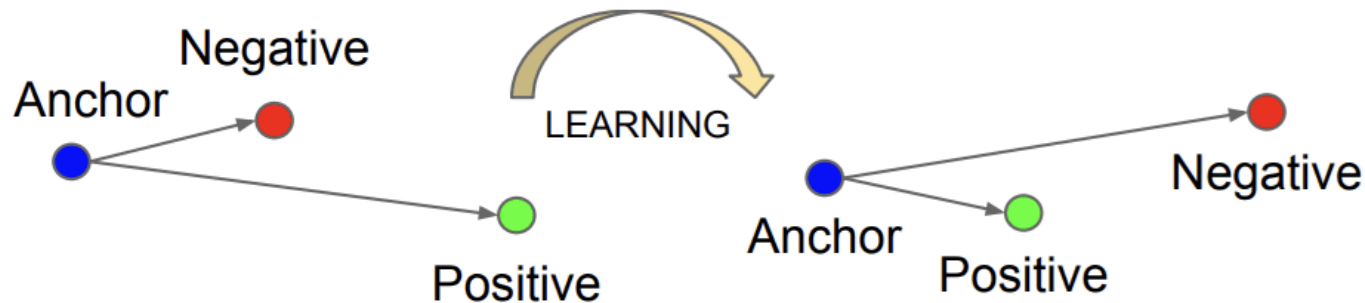 Negative
Anchor
Positive
LEARNING
Negative
Anchor
Positive